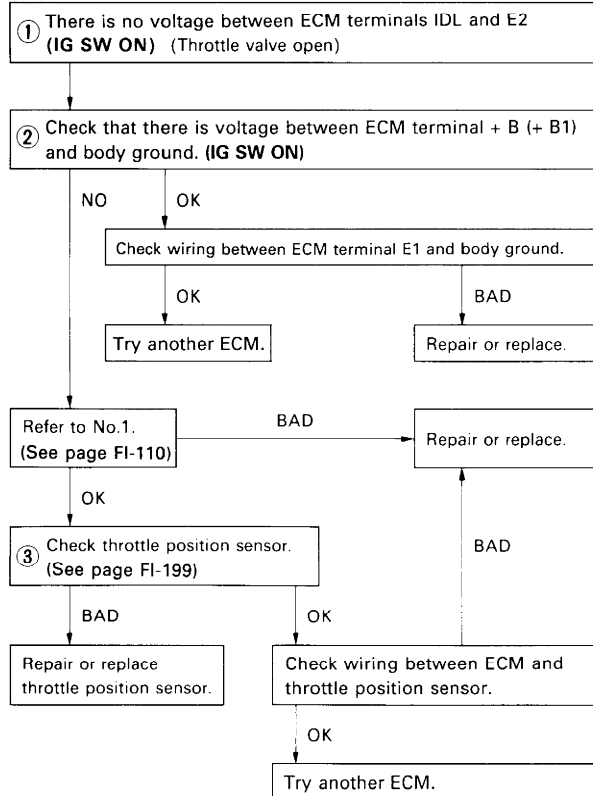 ① There is no voltage between ECM terminals IDL and E2
(IG SW ON) (Throttle valve open)
② Check that there is voltage between ECM terminal + B (+ B1)
and body ground. (IG SW ON)
NO
OK
Check wiring between ECM terminal E1 and body ground.
OK
BAD
Try another ECM.
Repair or replace.
Refer to No.1.
(See page FI-110)
BAD
Repair or replace.
OK
③ Check throttle position sensor.
(See page FI-199)
BAD
BAD
OK
Repair or replace
throttle position sensor.
Check wiring between ECM and
throttle position sensor.
OK
Try another ECM.